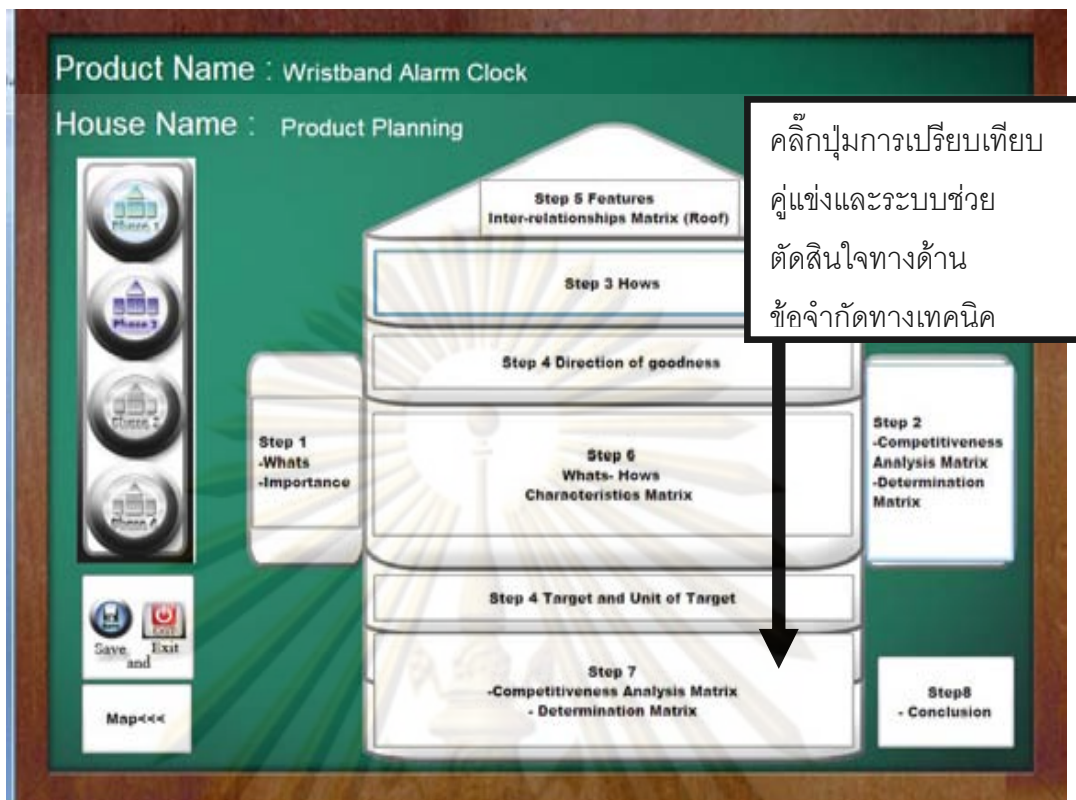 Product Name : Wristband Alarm Clock
House Name : Product Planning
คลิ๊กปุ่มการเปรียบเทียบ
คู่แข่งและระบบช่วย
ตัดสินใจทางด้าน
ข้อจำกัดทางเทคนิค
Phase 1
Phase 3
Phase 2
Phase 4
Step 5 Features
Inter-relationships Matrix (Roof)
Step 3 Hows
Step 4 Direction of goodness
Step 1
-Whats
-Importance
Step 6
Whats- Hows
Characteristics Matrix
Step 2
-Competitiveness
Analysis Matrix
-Determination
Matrix
Step 4 Target and Unit of Target
Step 7
-Competitiveness Analysis Matrix
- Determination Matrix
Save Exit
and
Map<<<
Step8
- Conclusion